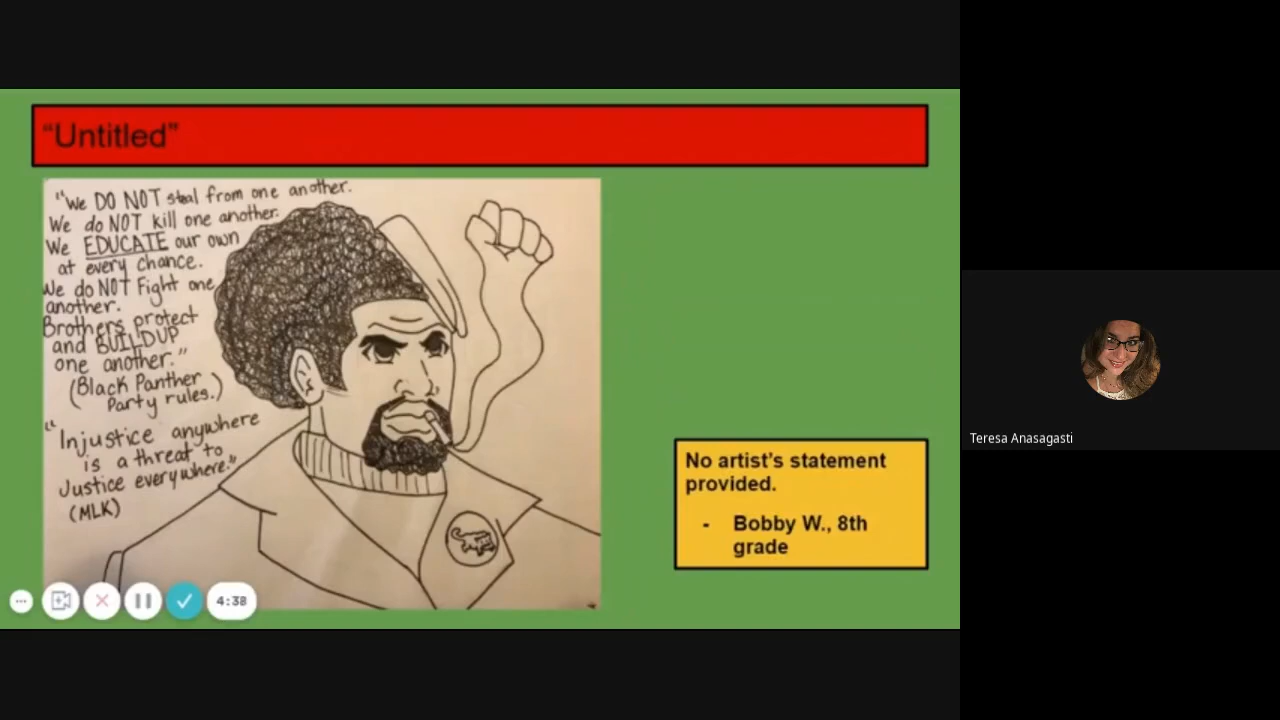 “Untitled”
"We DO NOT steal from one another.
We do NOT kill one another.
We EDUCATE our own
at every chance.
We do NOT Fight one
another.
Brothers protect
and BUILDUP
one another."
(Black Panther
Party rules.)
"Injustice anywhere
is a threat to
Justice everywhere."
(MLK)
No artist's statement
provided.
- Bobby W., 8th
grade
4:38
Teresa Anasagasti